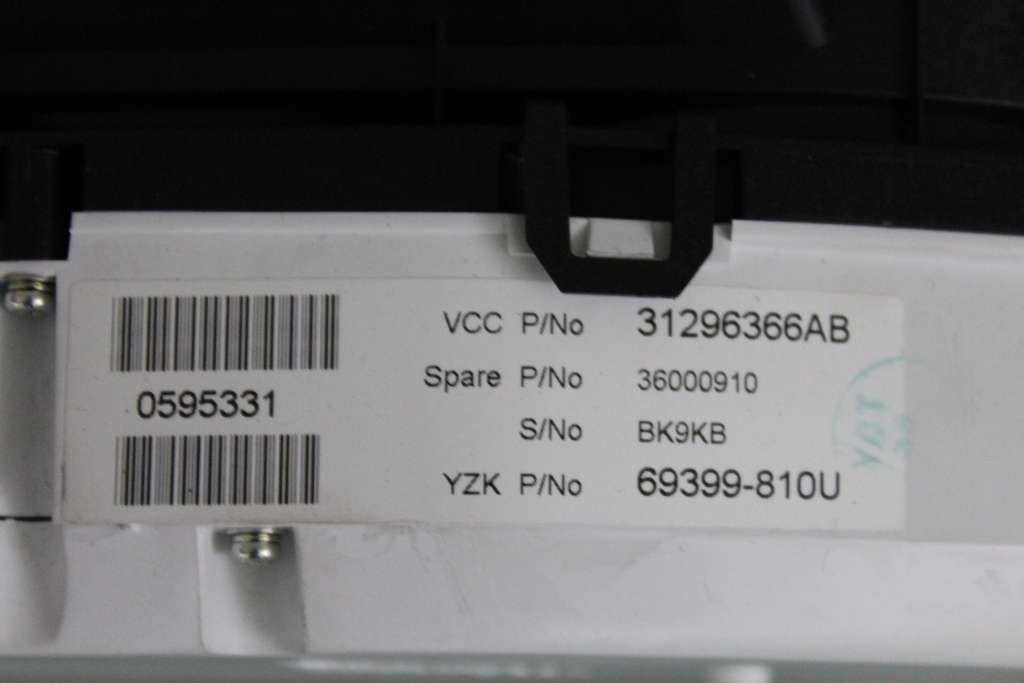 0595331
VCC P/No 31296366AB
Spare P/No 36000910
S/No BK9KB
YZK P/No 69399-810U